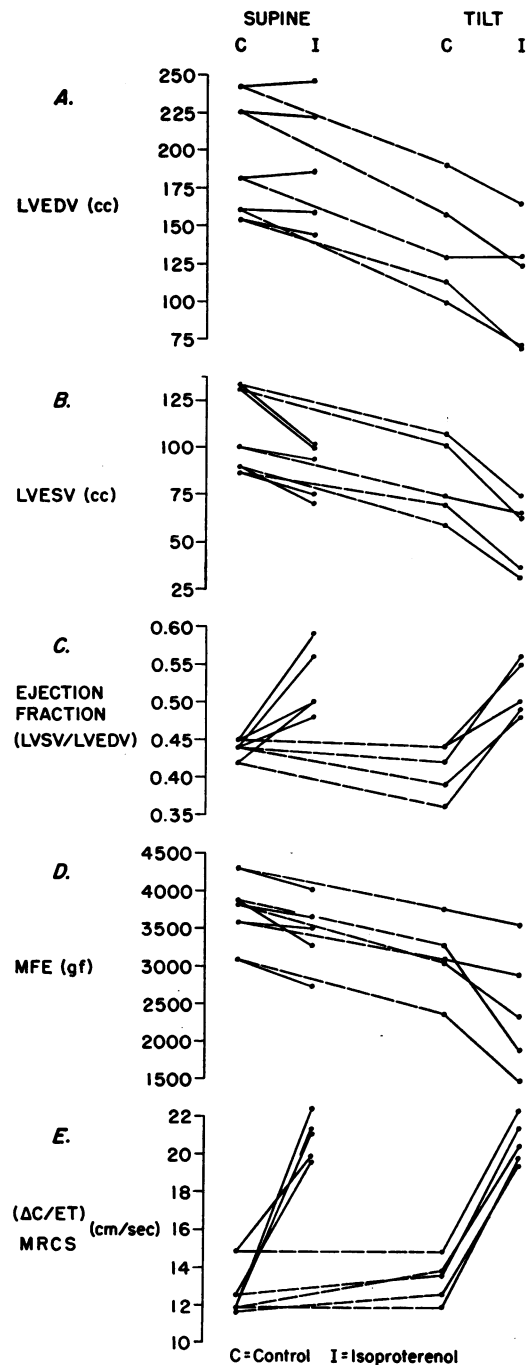 SUPINE TILT
C I C I
A.
250
225
200
175
LVEDV (cc)
150
125
100
75
B.
125
100
LVESV (cc)
75
50
25
C.
0.60
0.55
EJECTION
0.50
FRACTION
(LVSV/LVEDV)
0.45
0.40
0.35
D.
4500
4000
3500
MFE (gf)
3000
2500
2000
1500
E.
22
20
18
(ΔC/ET) (cm/sec)
MRCS
16
14
12
10
C = Control I = Isoproterenol